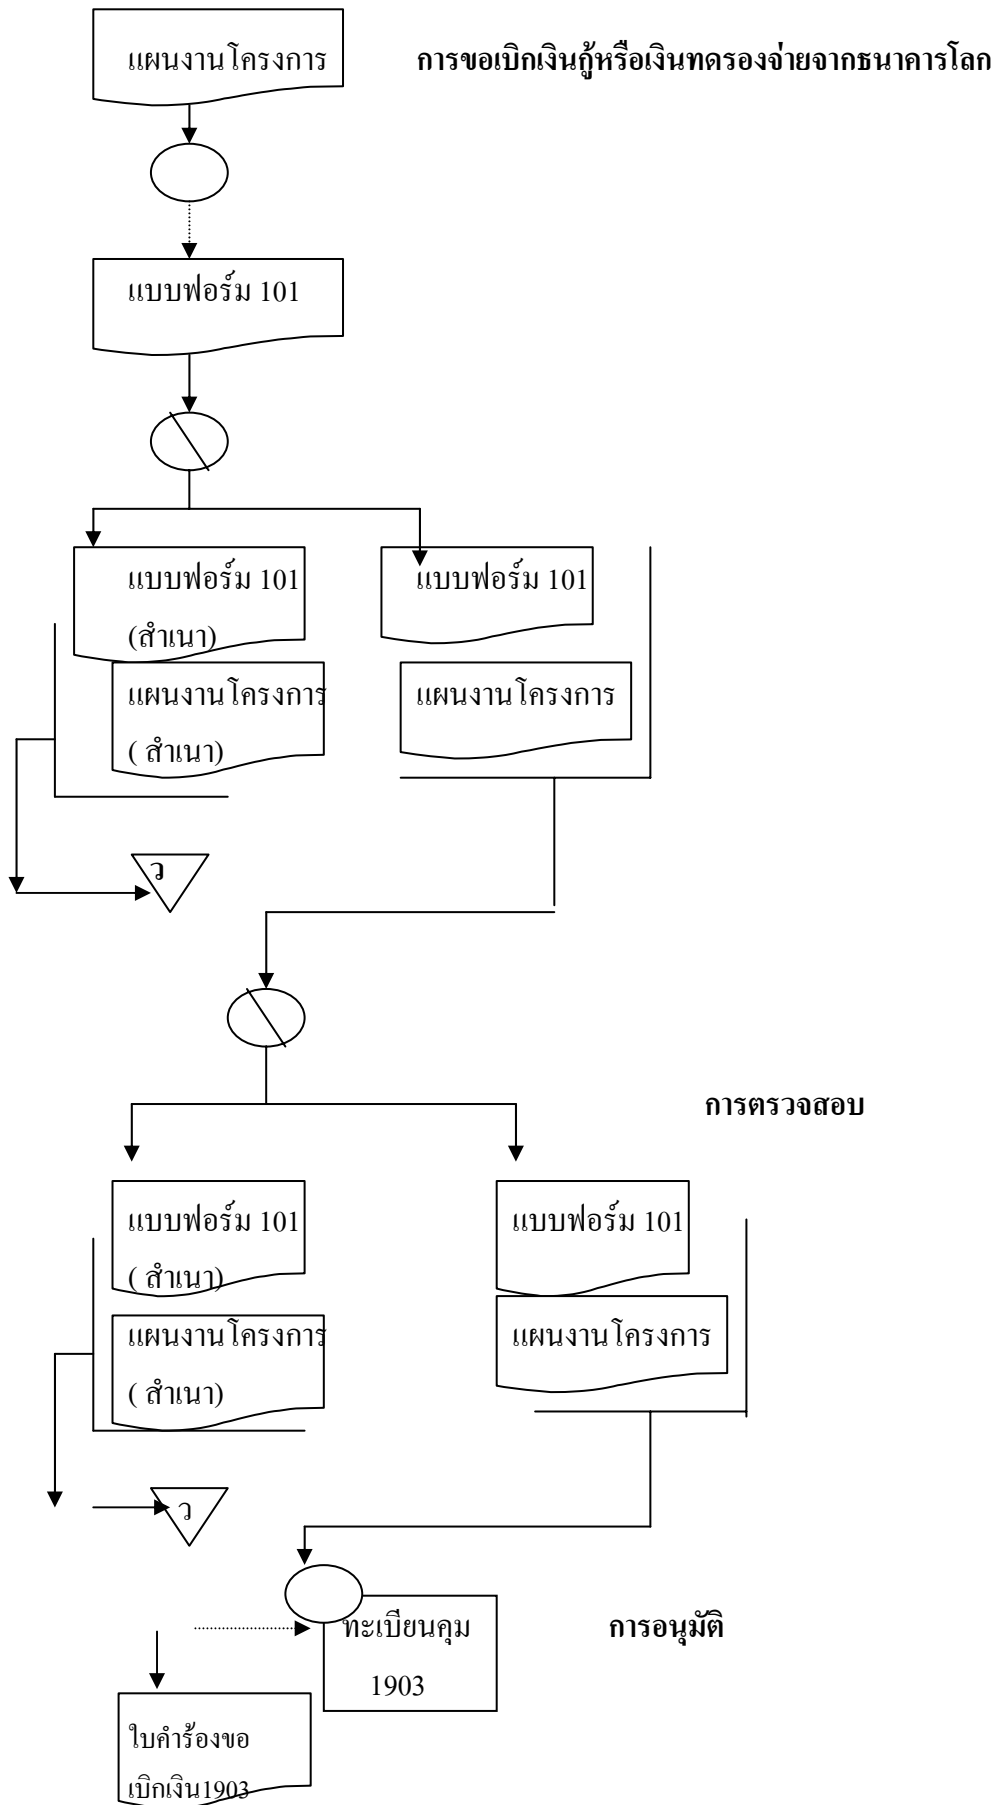 แผนงานโครงการ
การขอเบิกเงินกู้หรือเงินทดรองจ่ายจากธนาคารโลก
แบบฟอร์ม 101
แบบฟอร์ม 101
(สำเนา)
แบบฟอร์ม 101
แผนงานโครงการ
( สำเนา)
แผนงานโครงการ
ว
การตรวจสอบ
แบบฟอร์ม 101
( สำเนา)
แบบฟอร์ม 101
แผนงานโครงการ
( สำเนา)
แผนงานโครงการ
ว
ทะเบียนคุม
1903
การอนุมัติ
ใบคำร้องขอ
เบิกเงิน1903